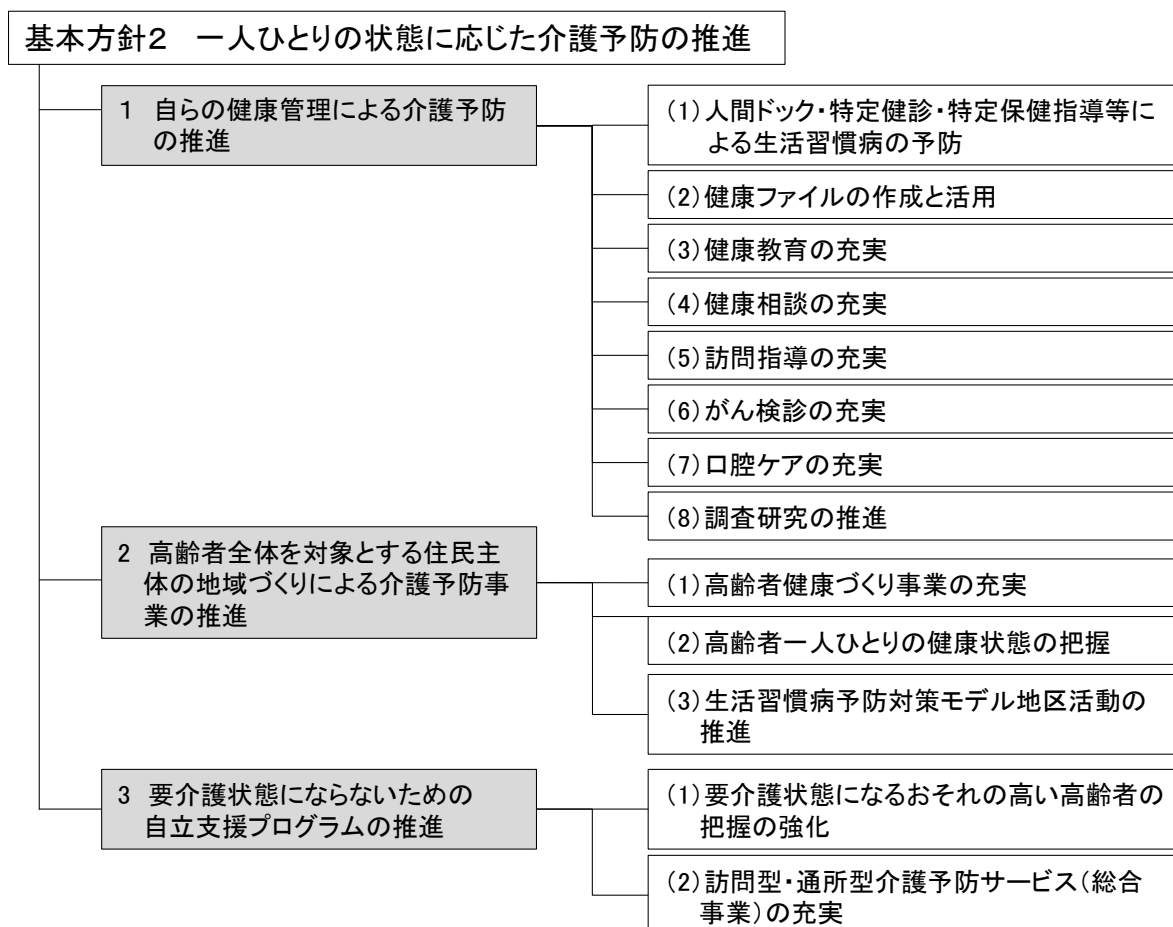 基本方針２　一人ひとりの状態に応じた介護予防の推進
1　自らの健康管理による介護予防
の推進
(1)人間ドック・特定健診・特定保健指導等に
よる生活習慣病の予防
(2)健康ファイルの作成と活用
(3)健康教育の充実
(4)健康相談の充実
(5)訪問指導の充実
(6)がん検診の充実
(7)口腔ケアの充実
(8)調査研究の推進
2　高齢者全体を対象とする住民主
体の地域づくりによる介護予防事
業の推進
(1)高齢者健康づくり事業の充実
(2)高齢者一人ひとりの健康状態の把握
(3)生活習慣病予防対策モデル地区活動の
推進
3　要介護状態にならないための
自立支援プログラムの推進
(1)要介護状態になるおそれの高い高齢者の
把握の強化
(2)訪問型・通所型介護予防サービス(総合
事業)の充実